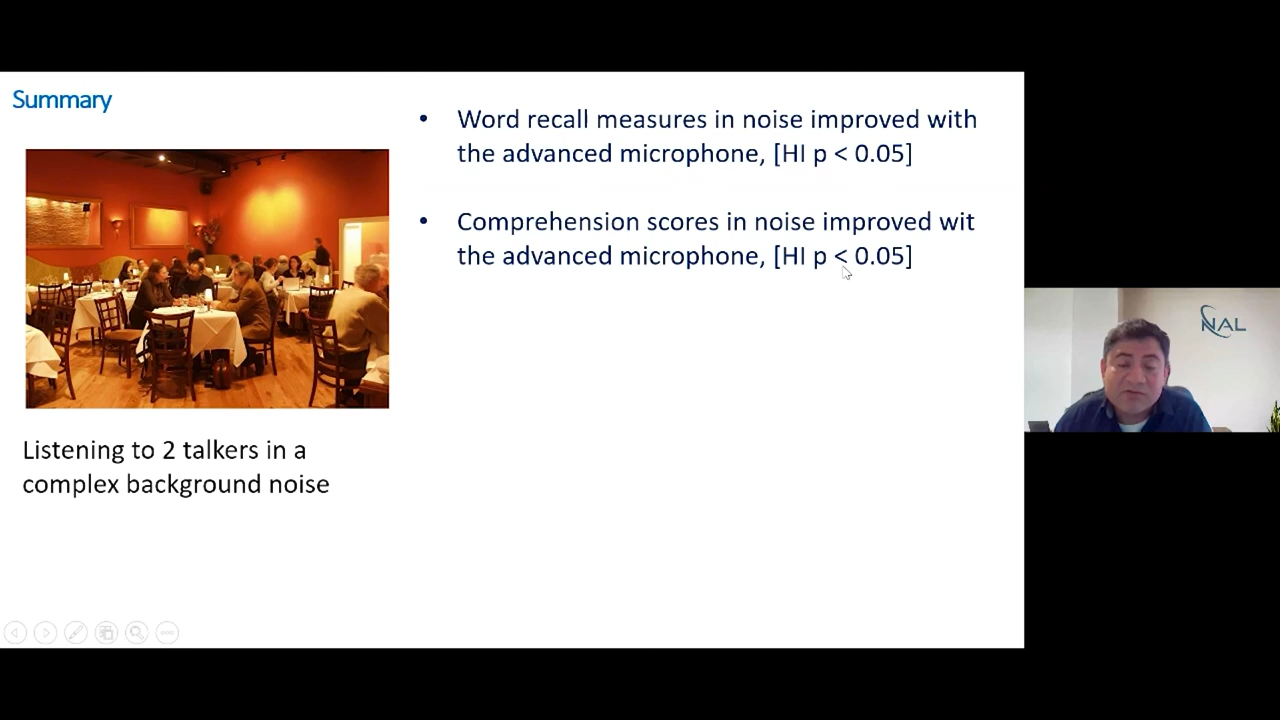 Summary
• Word recall measures in noise improved with
the advanced microphone, [HI p < 0.05]
• Comprehension scores in noise improved wit
the advanced microphone, [HI p < 0.05]
Listening to 2 talkers in a
complex background noise
NAL